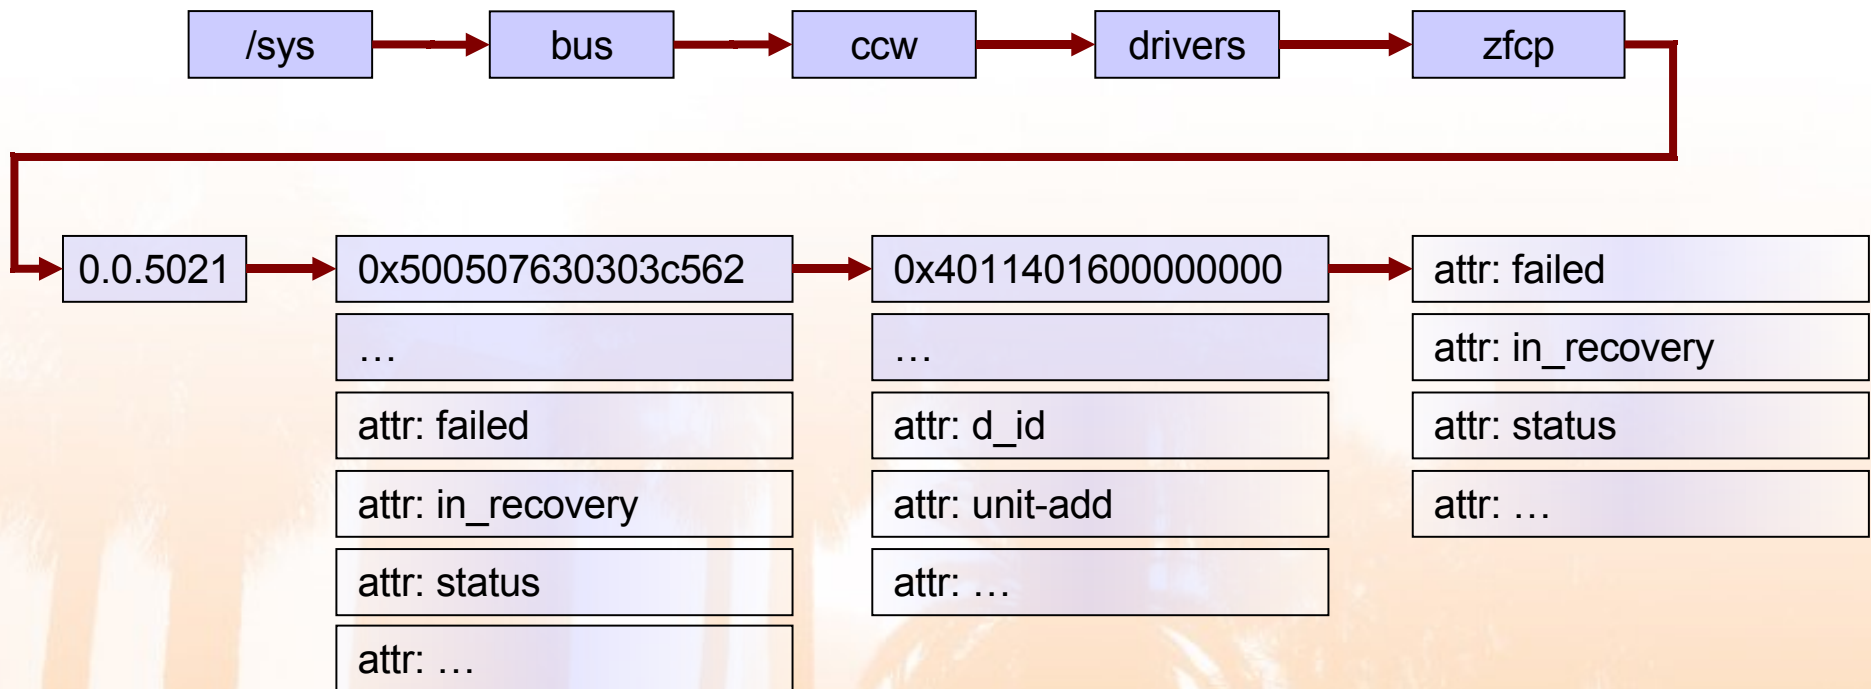 /sys
bus
ccw
drivers
zfcp
0.0.5021
0x500507630303c562
…
attr: failed
attr: in_recovery
attr: status
attr: …
0x4011401600000000
…
attr: d_id
attr: unit-add
attr: …
attr: failed
attr: in_recovery
attr: status
attr: …